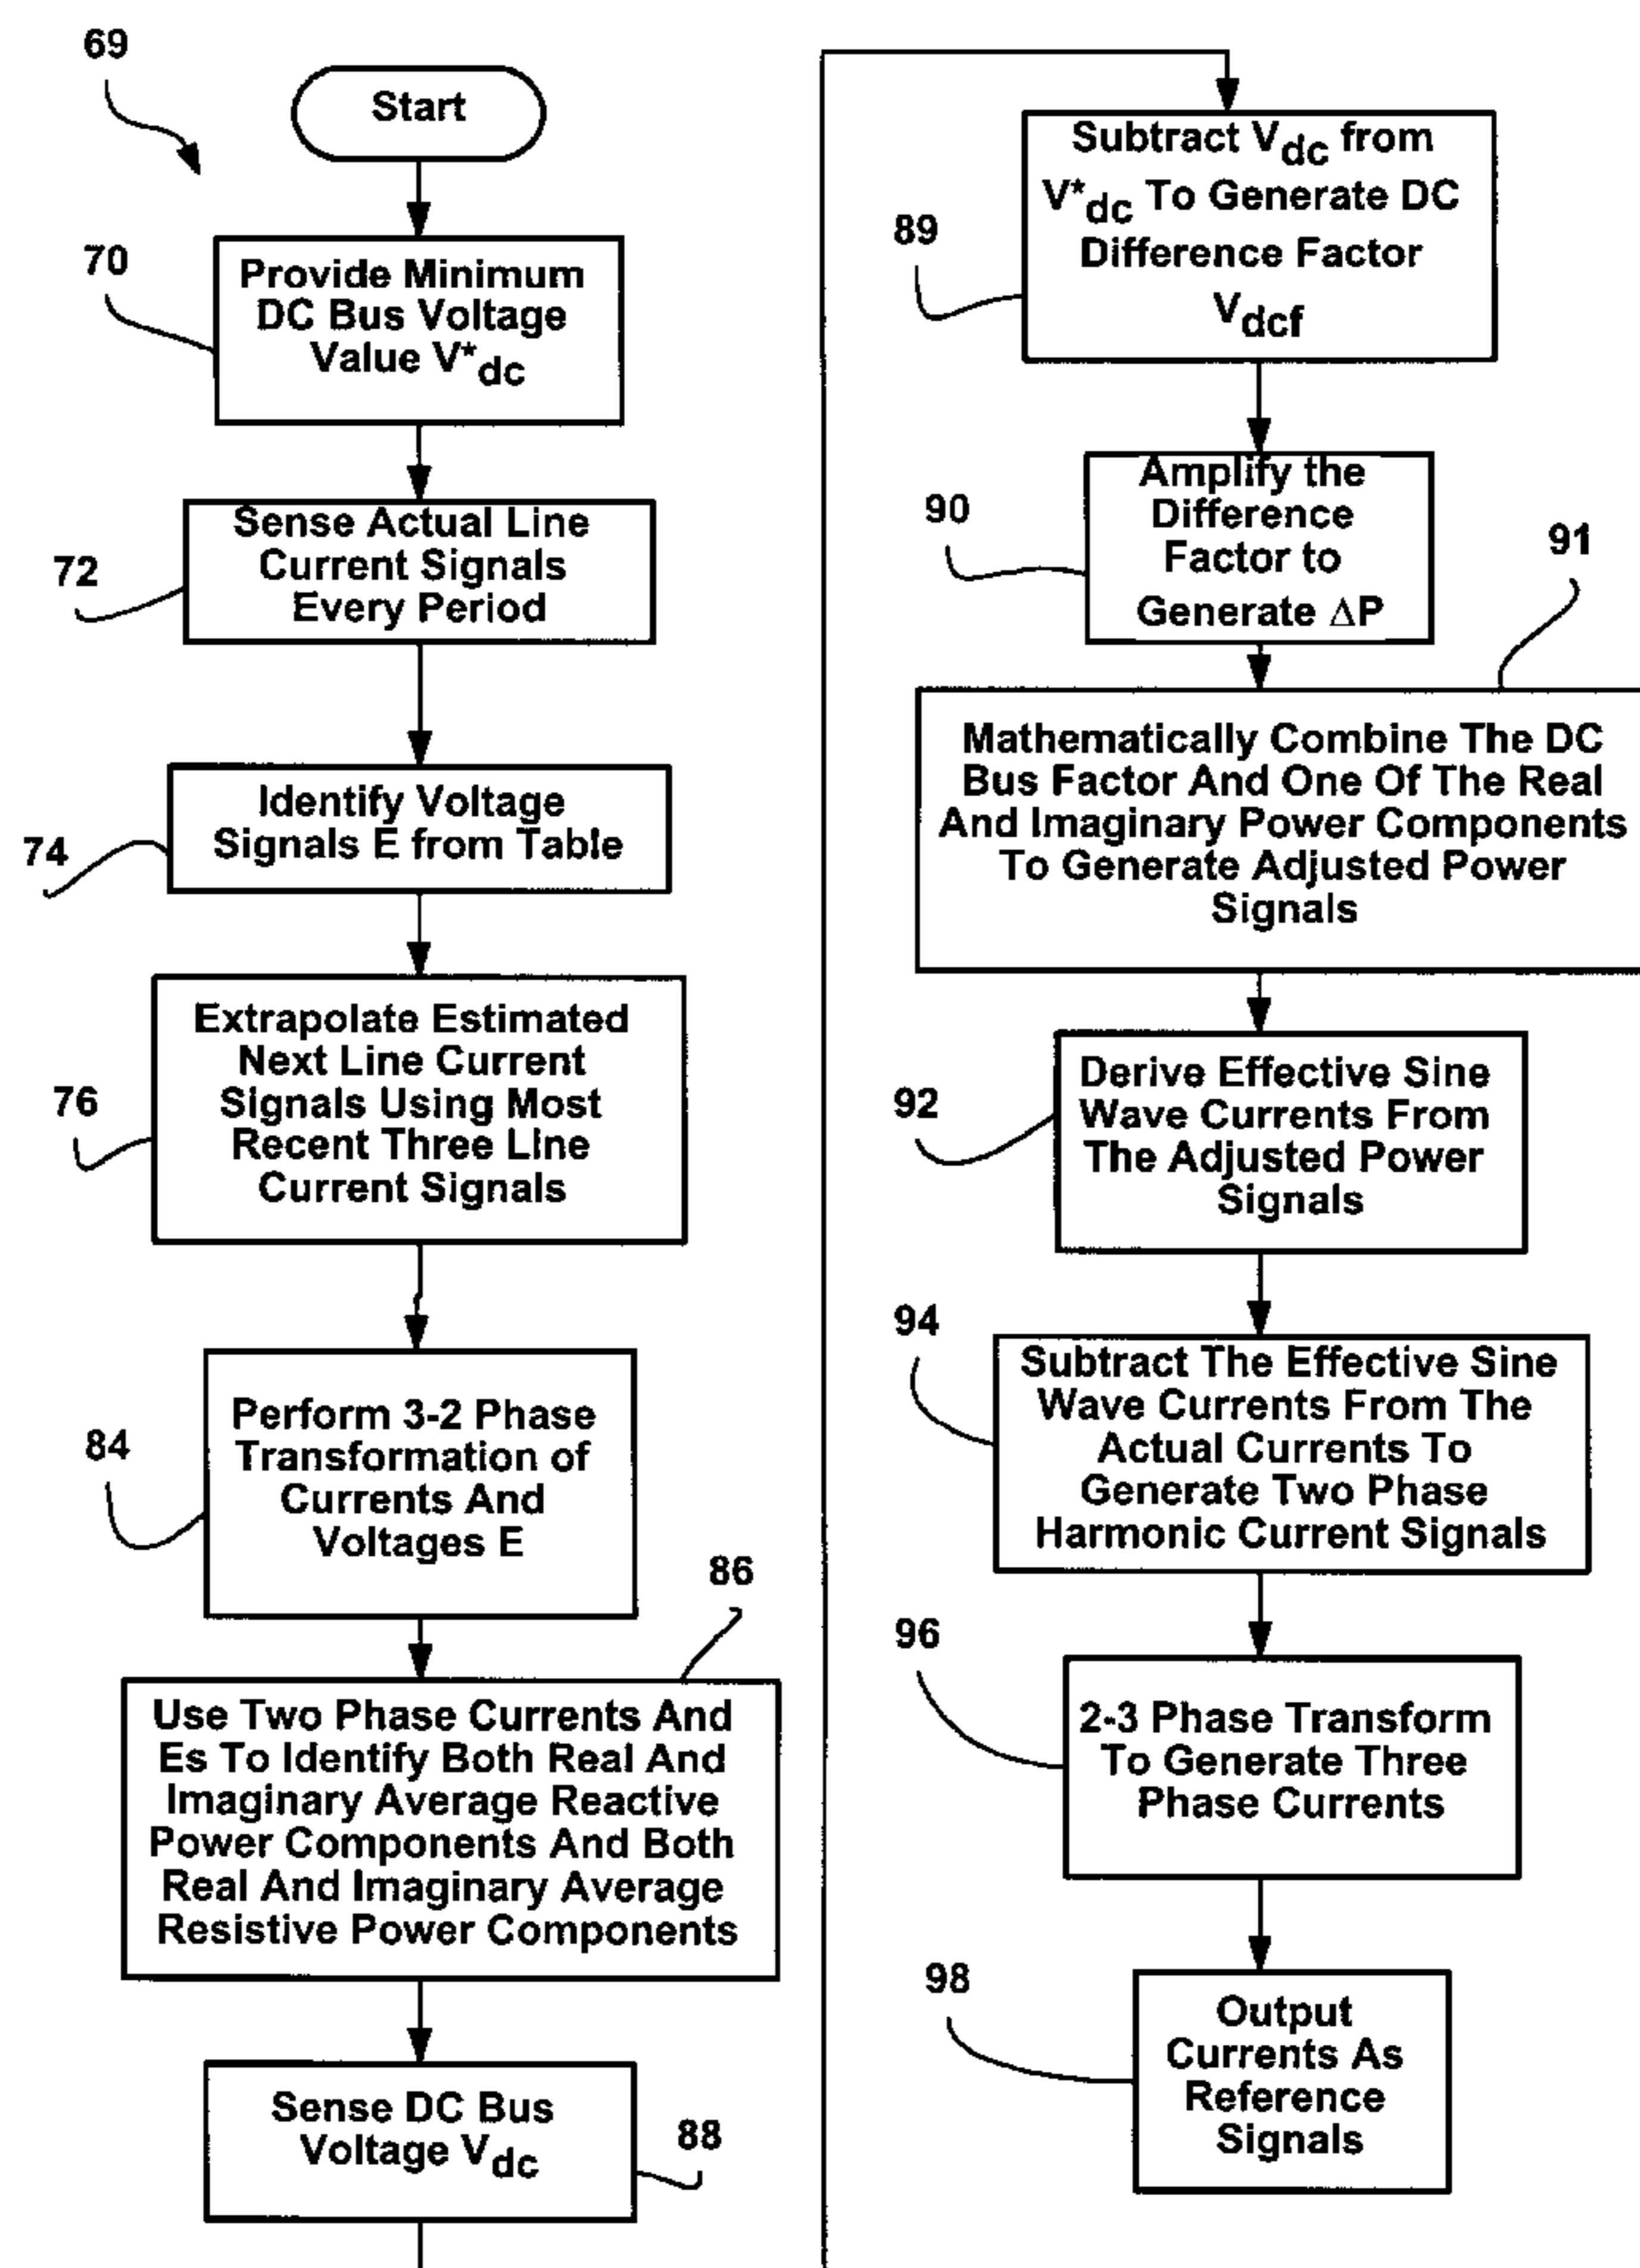 69
Start
70
Provide Minimum
DC Bus Voltage
Value V*dc
72
Sense Actual Line
Current Signals
Every Period
74
Identify Voltage
Signals E from Table
76
Extrapolate Estimated
Next Line Current
Signals Using Most
Recent Three Line
Current Signals
84
Perform 3-2 Phase
Transformation of
Currents And
Voltages E
86
Use Two Phase Currents And
Es To Identify Both Real And
Imaginary Average Reactive
Power Components And Both
Real And Imaginary Average
Resistive Power Components
Sense DC Bus
Voltage Vdc
88
Subtract Vdc from
V*dc To Generate DC
Difference Factor
Vdcf
89
90
Amplify the
Difference
Factor to
Generate ΔP
91
Mathematically Combine The DC
Bus Factor And One Of The Real
And Imaginary Power Components
To Generate Adjusted Power
Signals
92
Derive Effective Sine
Wave Currents From
The Adjusted Power
Signals
94
Subtract The Effective Sine
Wave Currents From The
Actual Currents To
Generate Two Phase
Harmonic Current Signals
96
2-3 Phase Transform
To Generate Three
Phase Currents
98
Output
Currents As
Reference
Signals